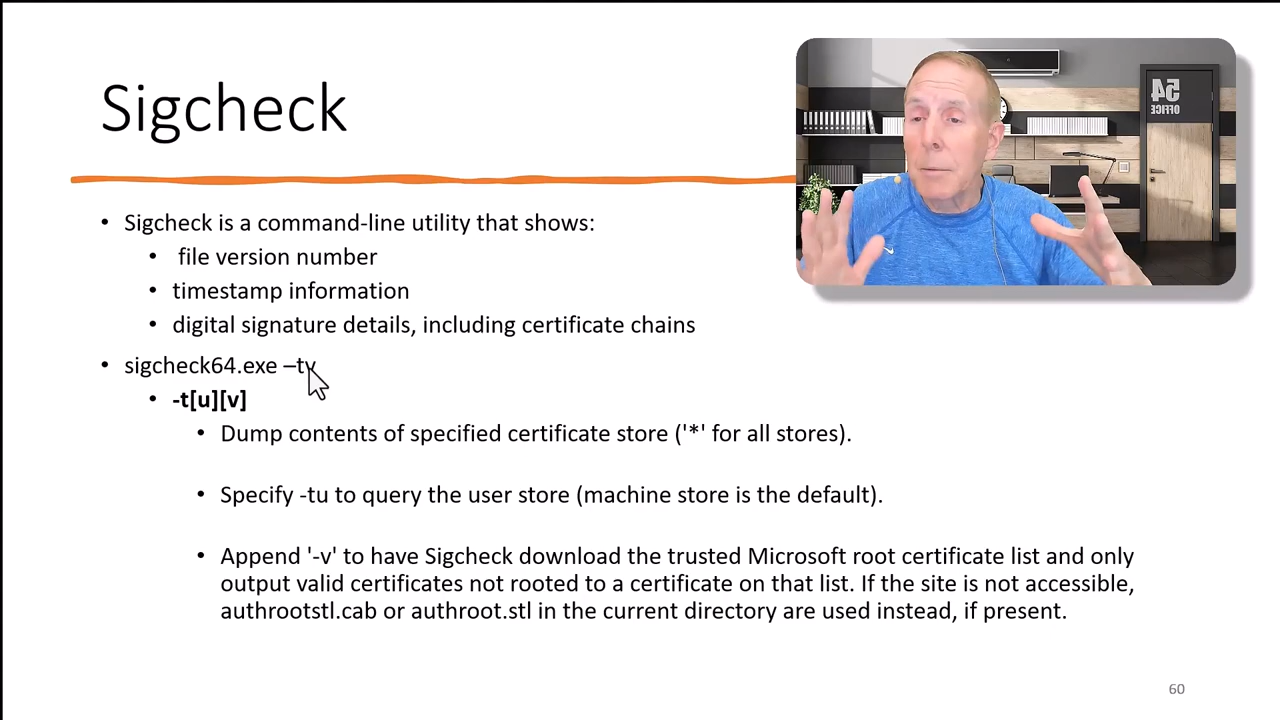 Sigcheck
54
OFFICE
• Sigcheck is a command-line utility that shows:
• file version number
• timestamp information
• digital signature details, including certificate chains
• sigcheck64.exe –tv
• -t[u][v]
• Dump contents of specified certificate store ('*' for all stores).
• Specify -tu to query the user store (machine store is the default).
• Append '-v' to have Sigcheck download the trusted Microsoft root certificate list and only
output valid certificates not rooted to a certificate on that list. If the site is not accessible,
authrootstl.cab or authroot.stl in the current directory are used instead, if present.
60